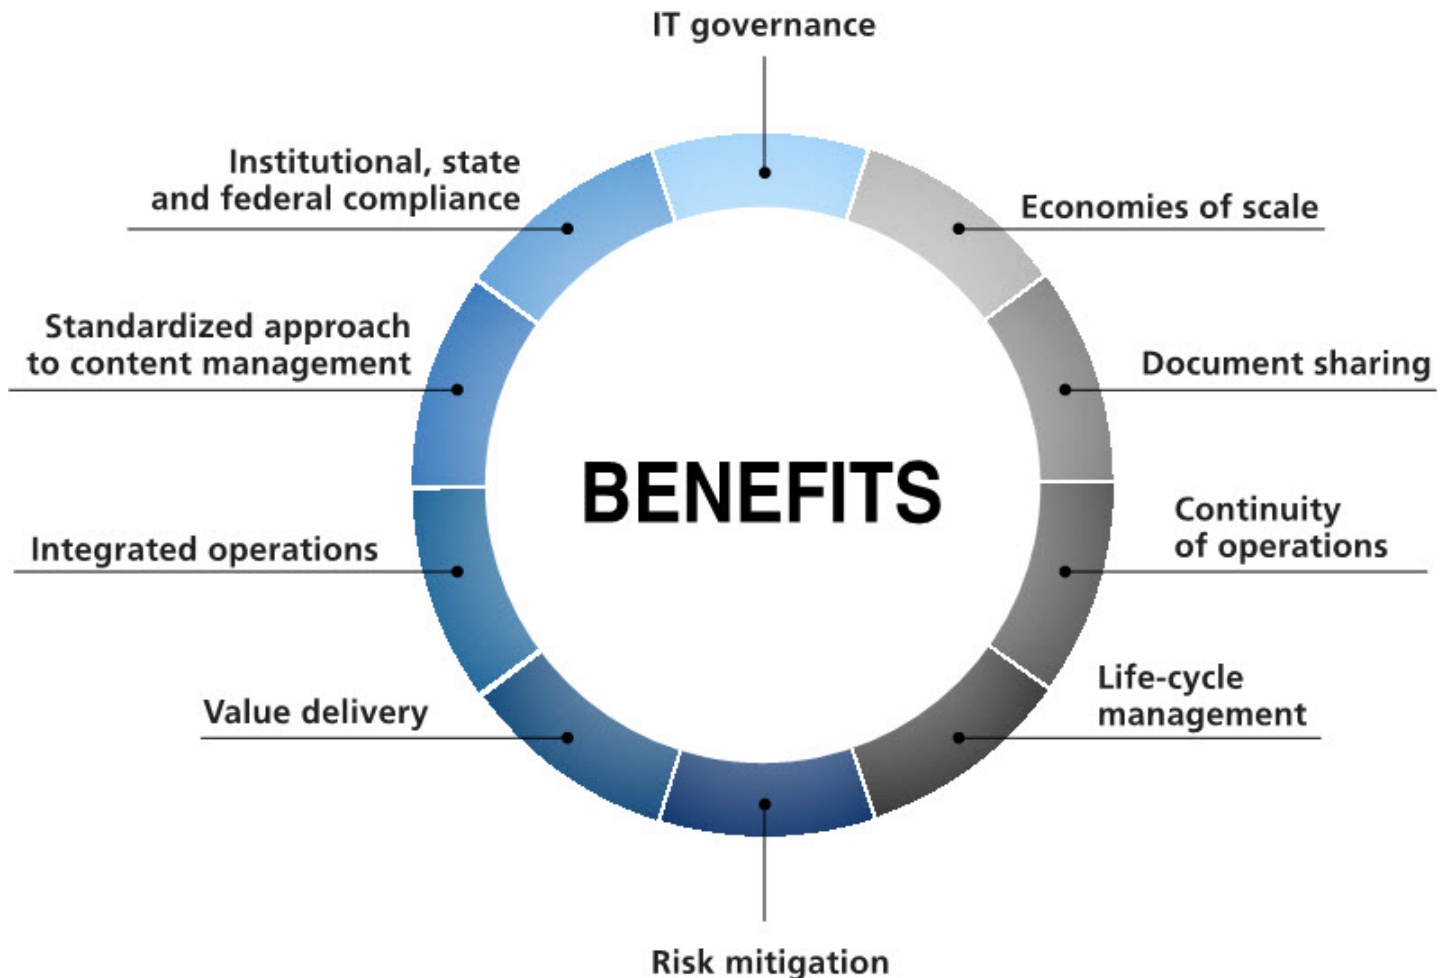 IT governance
Institutional, state
and federal compliance
Economies of scale
Standardized approach
to content management
Document sharing
BENEFITS
Continuity
of operations
Integrated operations
Life-cycle
management
Value delivery
Risk mitigation